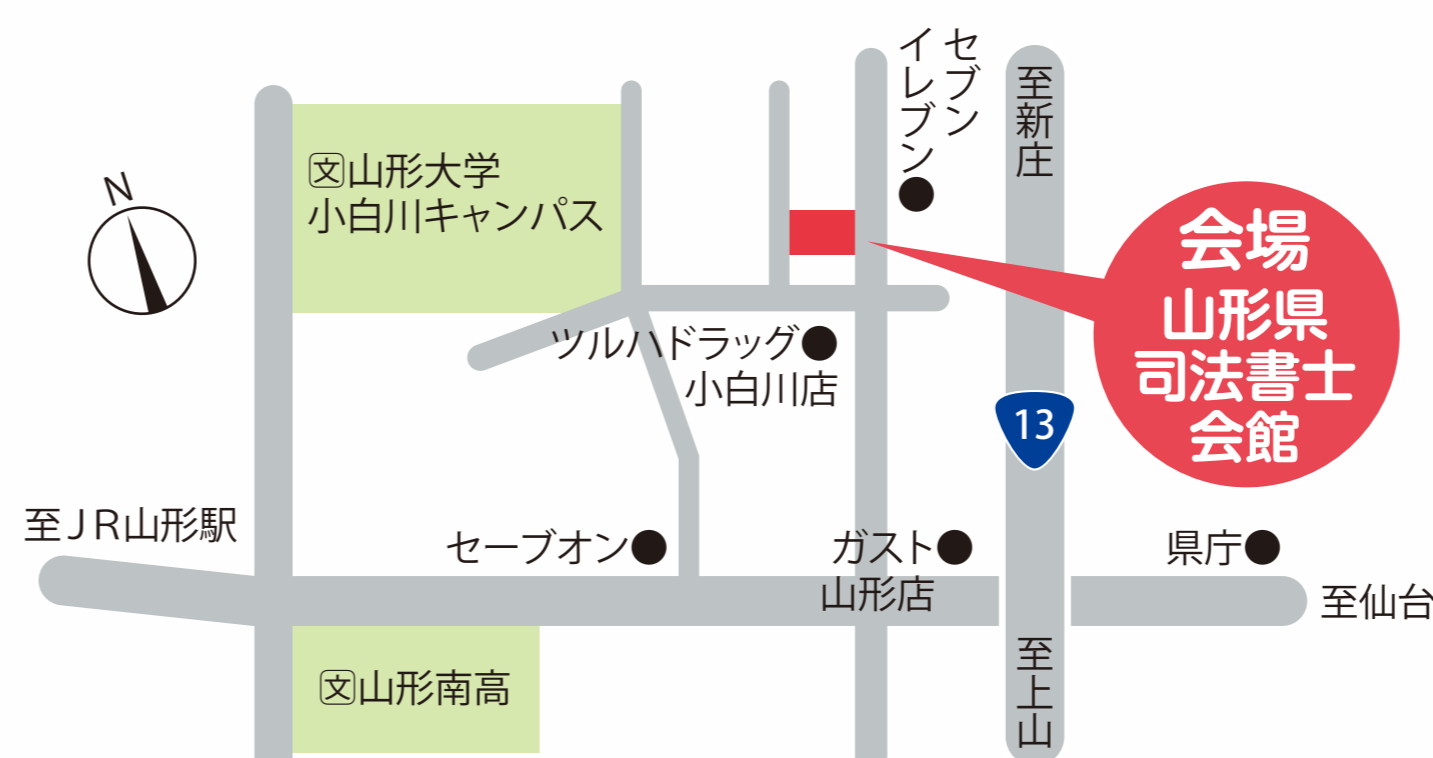 セブン
イレブン
至新庄
N
文山形大学
小白川キャンパス
会場
山形県
司法書士
会館
ツルハドラッグ
小白川店
13
至JR山形駅
セーブオン
ガスト
山形店
県庁
至仙台
文山形南高
至上山